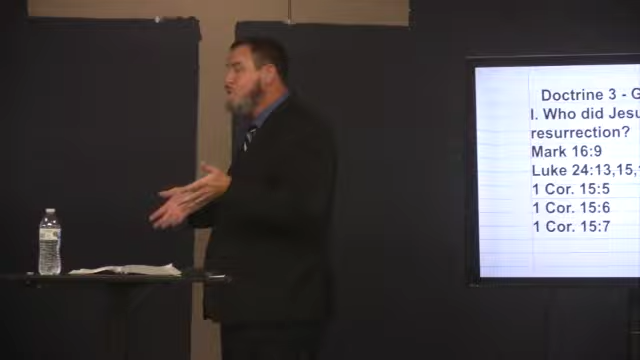 Doctrine 3 - G
I. Who did Jesu
resurrection?
Mark 16:9
Luke 24:13,15,
1 Cor. 15:5
1 Cor. 15:6
1 Cor. 15:7